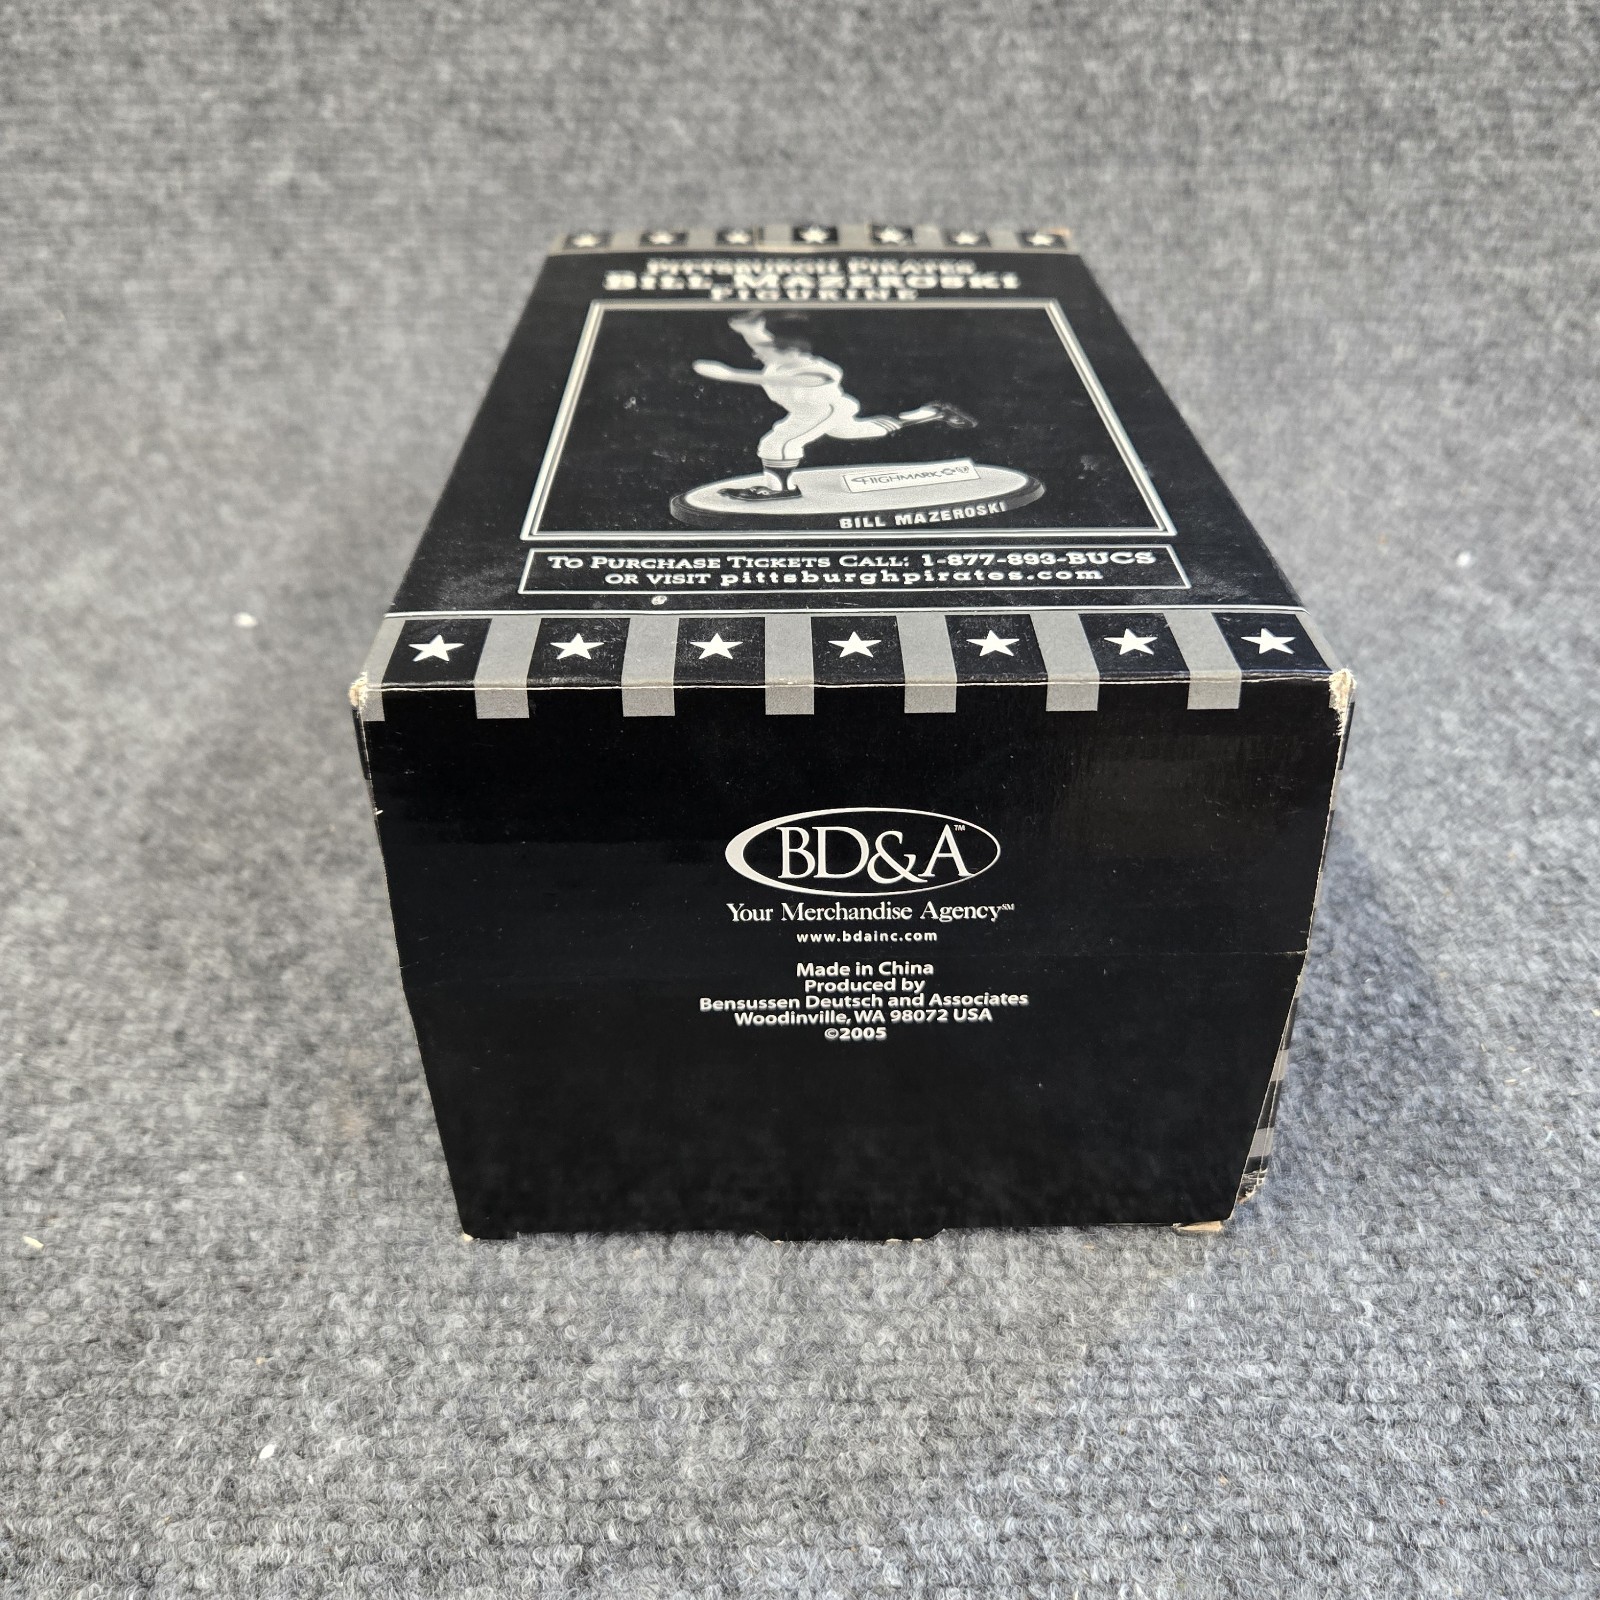 PITTSBURGH PIRATES
BILL MAZEROSKI
FIGURINE
HIGHMARK
BILL MAZEROSKI
TO PURCHASE TICKETS CALL: 1-877-893-BUCS
OR VISIT pittsburghpirates.com
BD&A™
Your Merchandise Agency℠
www.bdainc.com
Made in China
Produced by
Bensussen Deutsch and Associates
Woodinville, WA 98072 USA
©2005